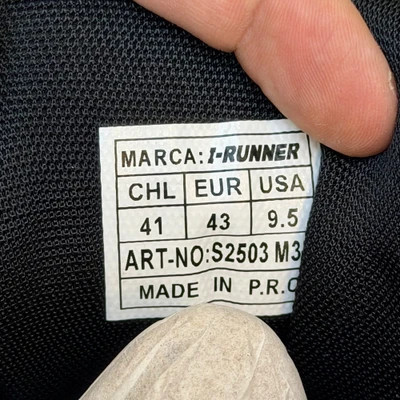 MARCA: I-RUNNER
CHL EUR USA
41 43 9.5
ART-NO:S2503 M3
MADE IN P.R.C